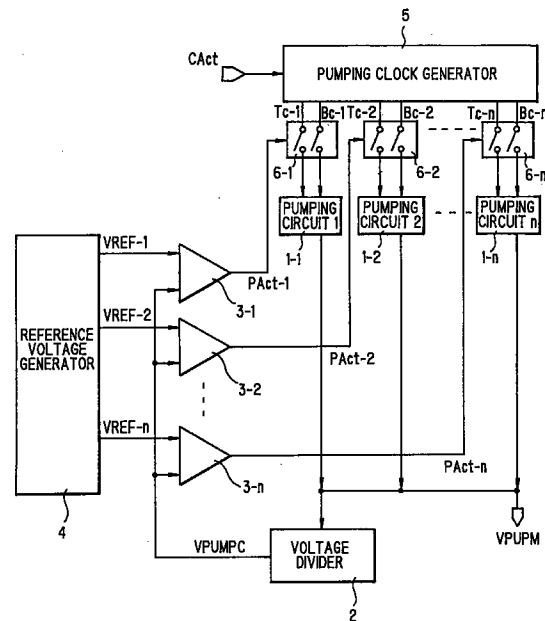 5
CAct
PUMPING CLOCK GENERATOR
Tc-1 Bc-1 Tc-2 Bc-2 Tc-n Bc-n
6-1 6-2 6-n
PUMPING CIRCUIT 1
PUMPING CIRCUIT 2
PUMPING CIRCUIT n
1-1 1-2 1-n
VREF-1
PAct-1
3-1
REFERENCE VOLTAGE GENERATOR
VREF-2
PAct-2
3-2
VREF-n
PAct-n
3-n
4
VPUMPC
VOLTAGE DIVIDER
VPUPM
2